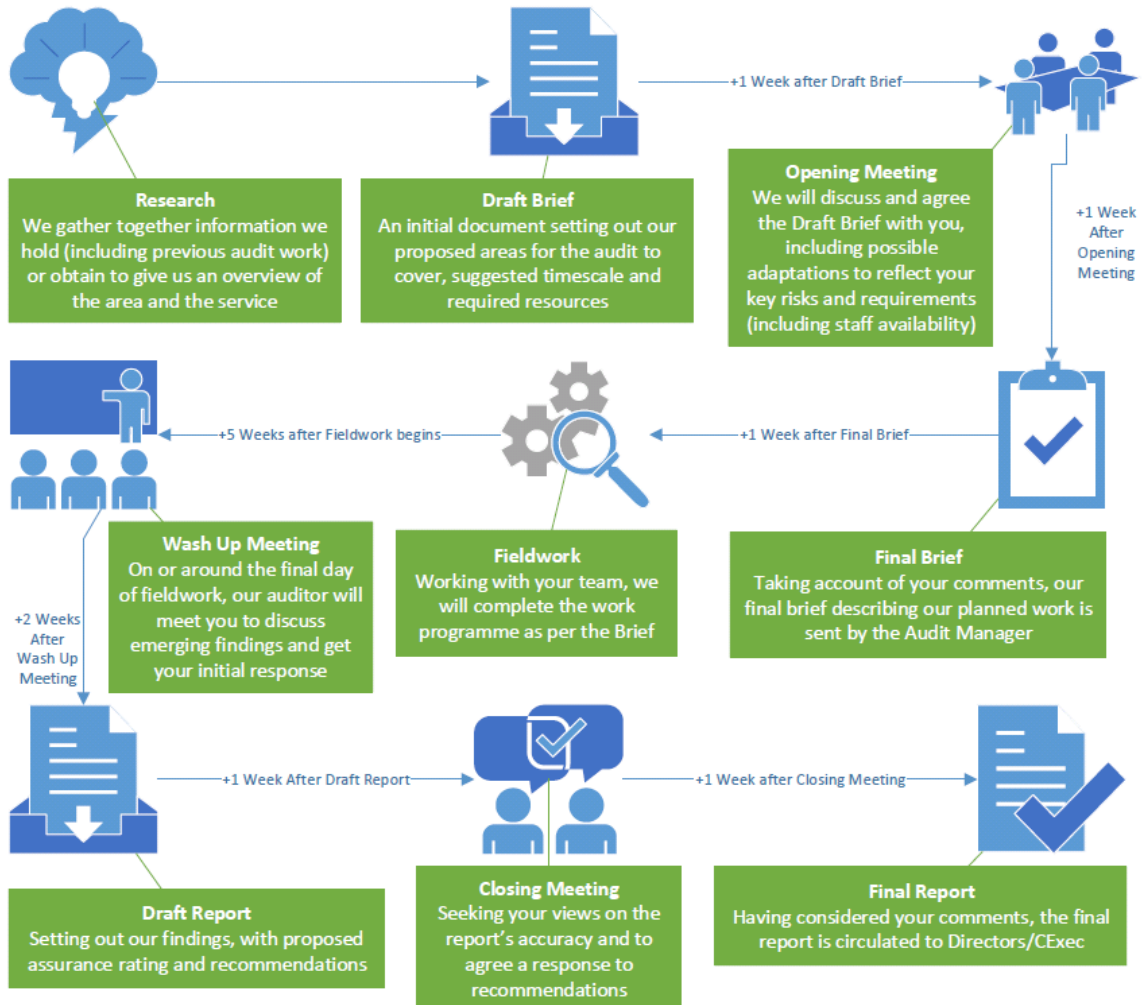 +1 Week after Draft Brief
Research
We gather together information we
hold (including previous audit work)
or obtain to give us an overview of
the area and the service
Draft Brief
An initial document setting out our
proposed areas for the audit to
cover, suggested timescale and
required resources
Opening Meeting
We will discuss and agree
the Draft Brief with you,
including possible
adaptations to reflect your
key risks and requirements
(including staff availability)
+1 Week
After
Opening
Meeting
Final Brief
Taking account of your comments, our
final brief describing our planned work is
sent by the Audit Manager
+1 Week after Final Brief
Fieldwork
Working with your team, we
will complete the work
programme as per the Brief
+5 Weeks after Fieldwork begins
Wash Up Meeting
On or around the final day
of fieldwork, our auditor will
meet you to discuss
emerging findings and get
your initial response
+2 Weeks
After
Wash Up
Meeting
Draft Report
Setting out our findings, with proposed
assurance rating and recommendations
+1 Week After Draft Report
Closing Meeting
Seeking your views on the
report's accuracy and to
agree a response to
recommendations
+1 Week after Closing Meeting
Final Report
Having considered your comments, the final
report is circulated to Directors/CExec